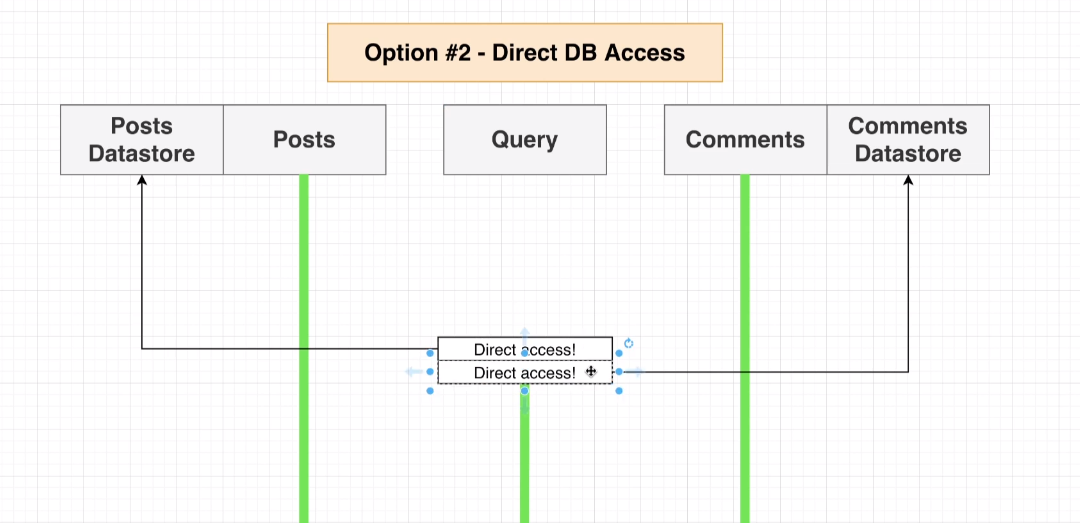 Option #2 - Direct DB Access
Posts
Datastore
Posts
Query
Comments
Comments
Datastore
Direct access!
Direct access!